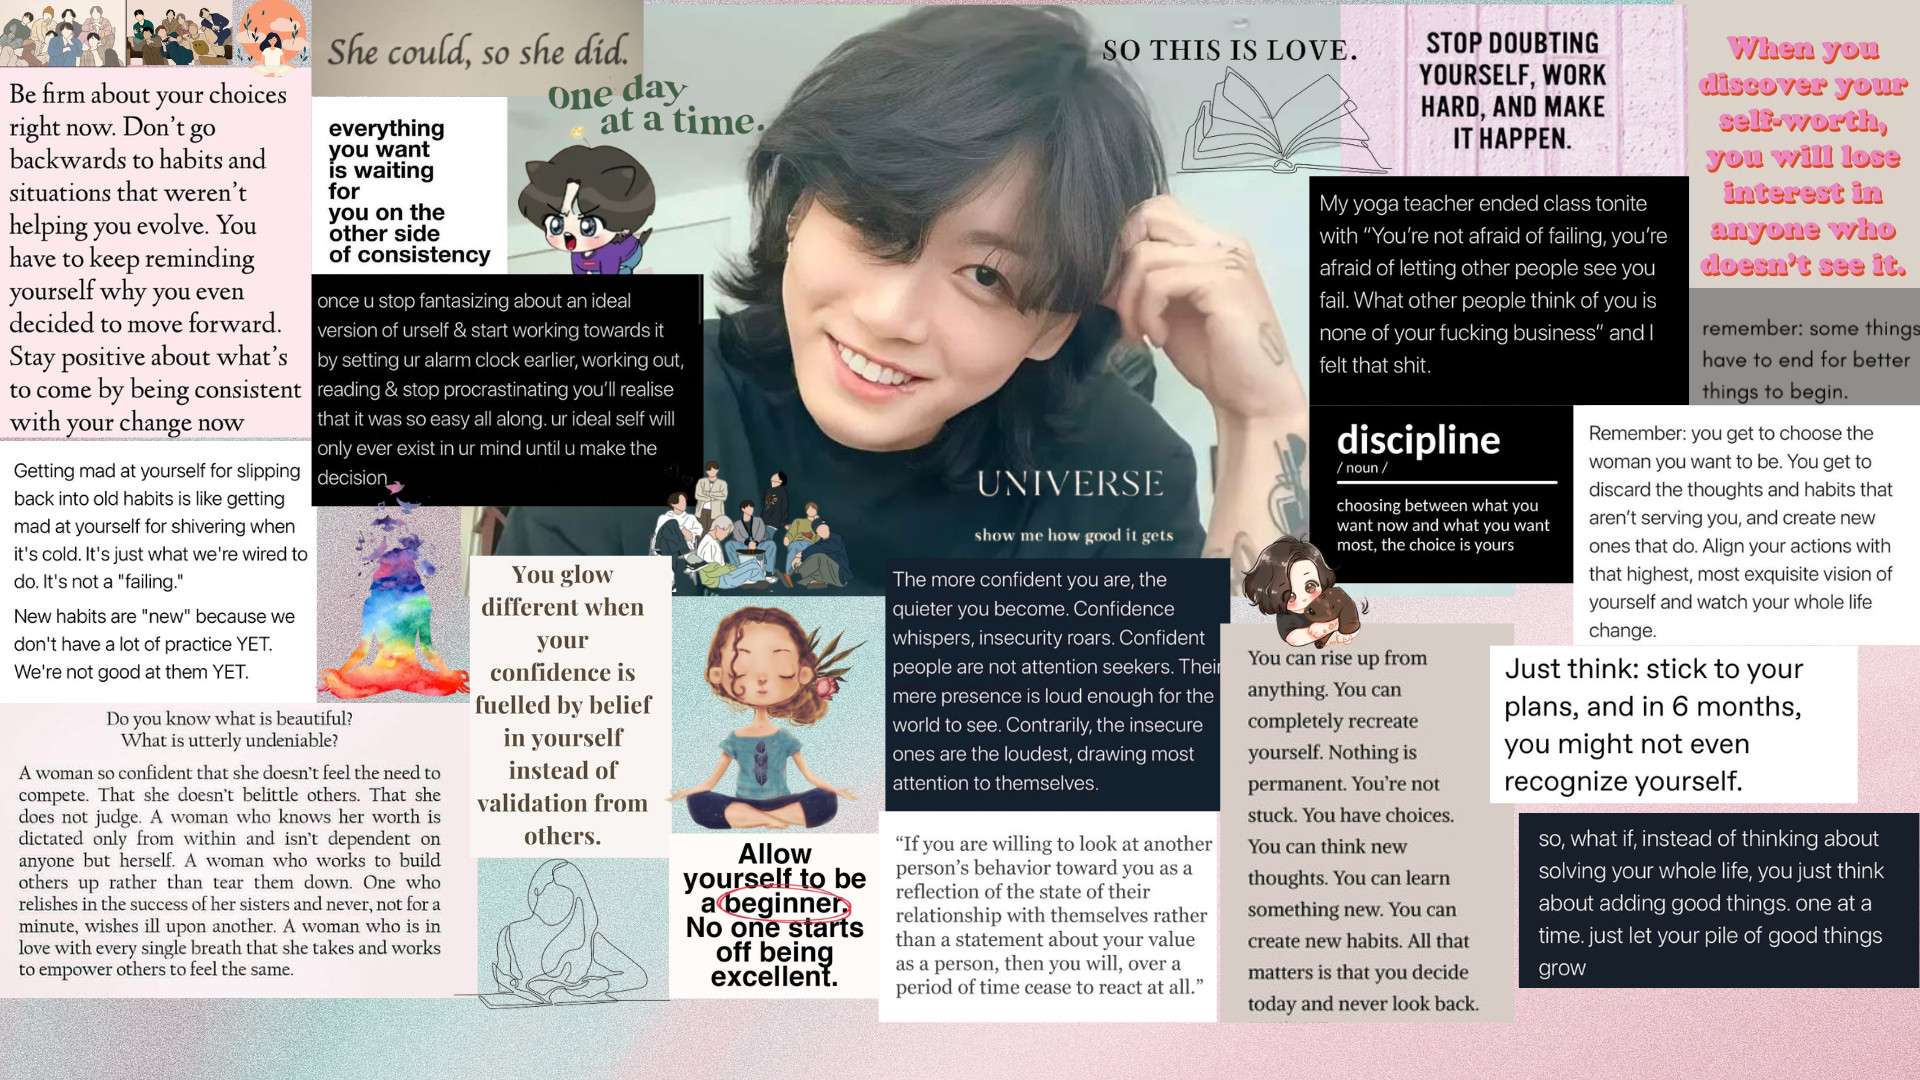 She could, so she did.
One day
at a time.
SO THIS IS LOVE.
STOP DOUBTING
YOURSELF, WORK
HARD, AND MAKE
IT HAPPEN.
When you
discover your
self-worth,
you will lose
interest in
anyone who
doesn't see it.
Be firm about your choices
right now. Don't go
backwards to habits and
situations that weren't
helping you evolve. You
have to keep reminding
yourself why you even
decided to move forward.
Stay positive about what's
to come by being consistent
with your change now
everything
you want
is waiting
for
you on the
other side
of consistency
once u stop fantasizing about an ideal
version of urself & start working towards it
by setting ur alarm clock earlier, working out,
reading & stop procrastinating you'll realise
that it was so easy all along. ur ideal self will
only ever exist in ur mind until u make the
decision
My yoga teacher ended class tonite
with "You're not afraid of failing, you're
afraid of letting other people see you
fail. What other people think of you is
none of your fucking business" and I
felt that shit.
remember: some things
have to end for better
things to begin.
discipline
/ noun /
choosing between what you
want now and what you want
most, the choice is yours
Remember: you get to choose the
woman you want to be. You get to
discard the thoughts and habits that
aren't serving you, and create new
ones that do. Align your actions with
that highest, most exquisite vision of
yourself and watch your whole life
change.
UNIVERSE
show me how good it gets
Getting mad at yourself for slipping
back into old habits is like getting
mad at yourself for shivering when
it's cold. It's just what we're wired to
do. It's not a "failing."
New habits are "new" because we
don't have a lot of practice YET.
We're not good at them YET.
You glow
different when
your
confidence is
fuelled by belief
in yourself
instead of
validation from
others.
The more confident you are, the
quieter you become. Confidence
whispers, insecurity roars. Confident
people are not attention seekers. Their
mere presence is loud enough for the
world to see. Contrarily, the insecure
ones are the loudest, drawing most
attention to themselves.
You can rise up from
anything. You can
completely recreate
yourself. Nothing is
permanent. You're not
stuck. You have choices.
You can think new
thoughts. You can learn
something new. You can
create new habits. All that
matters is that you decide
today and never look back.
Just think: stick to your
plans, and in 6 months,
you might not even
recognize yourself.
Do you know what is beautiful?
What is utterly undeniable?
A woman so confident that she doesn't feel the need to
compete. That she doesn't belittle others. That she
does not judge. A woman who knows her worth is
dictated only from within and isn't dependent on
anyone but herself. A woman who works to build
others up rather than tear them down. One who
relishes in the success of her sisters and never, not for a
minute, wishes ill upon another. A woman who is in
love with every single breath that she takes and works
to empower others to feel the same.
Allow
yourself to be
a beginner.
No one starts
off being
excellent.
"If you are willing to look at another
person's behavior toward you as a
reflection of the state of their
relationship with themselves rather
than a statement about your value
as a person, then you will, over a
period of time cease to react at all."
so, what if, instead of thinking about
solving your whole life, you just think
about adding good things. one at a
time. just let your pile of good things
grow